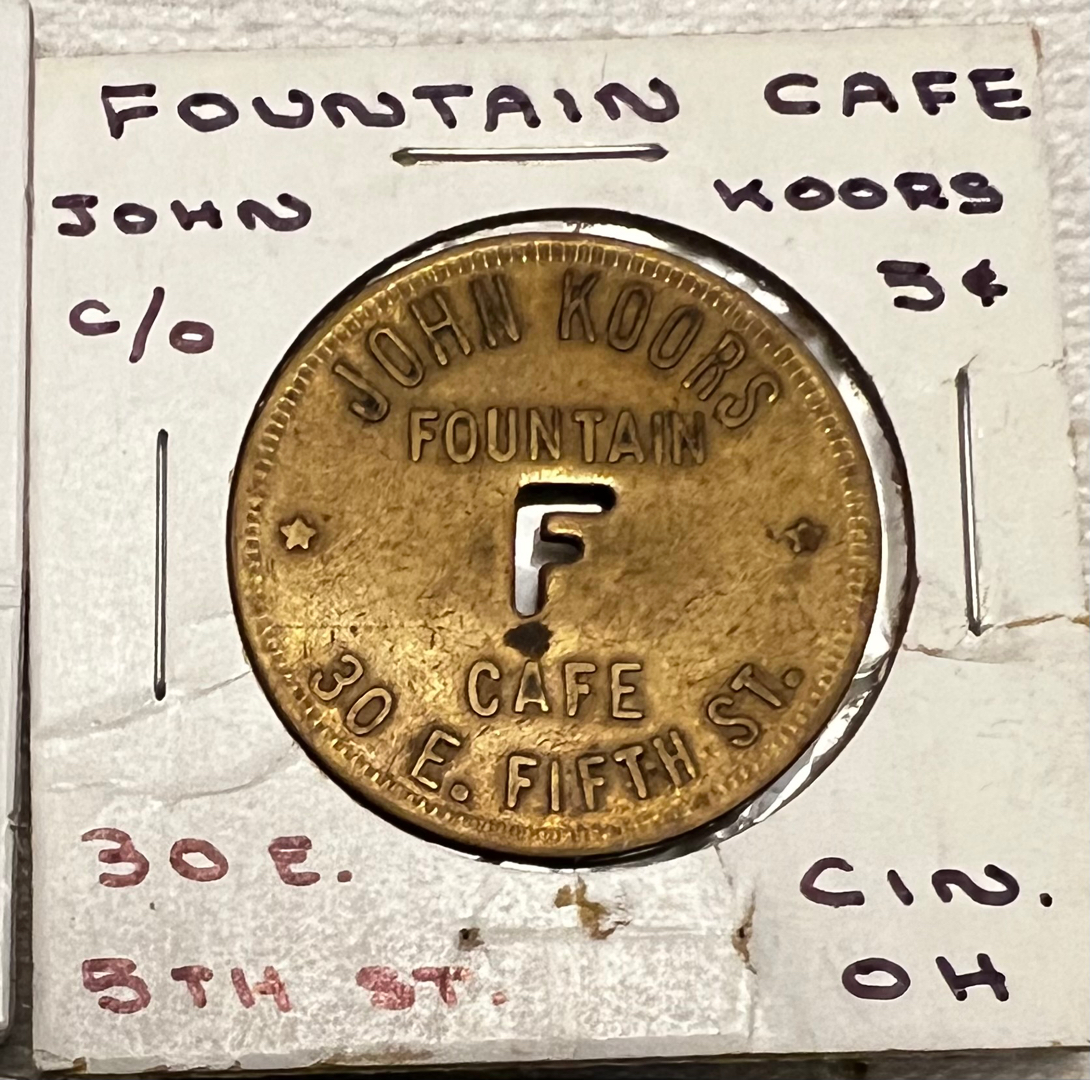 FOUNTAIN CAFE
JOHN KOORS
c/o 5¢
JOHN KOORS
FOUNTAIN
F
CAFE
30 E. FIFTH ST.
30 E. CIN.
5TH ST. OH